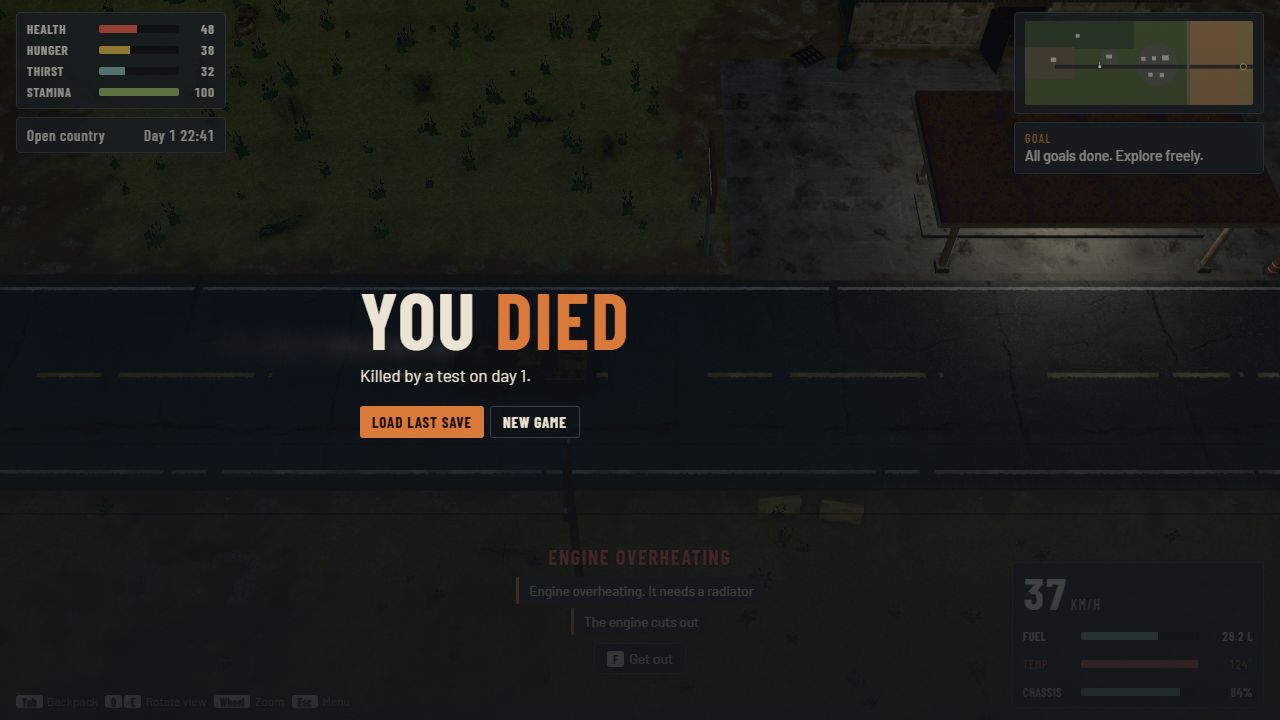 HEALTH 48
HUNGER 38
THIRST 32
STAMINA 100
Open country Day 1 22:41
GOAL
All goals done. Explore freely.
YOU DIED
Killed by a test on day 1.
LOAD LAST SAVE NEW GAME
ENGINE OVERHEATING
Engine overheating. It needs a radiator
The engine cuts out
F Get out
37 KM/H
FUEL 28.2 L
TEMP 124°
CHASSIS 84%
Tab Backpack Q E Rotate view Wheel Zoom Esc Menu